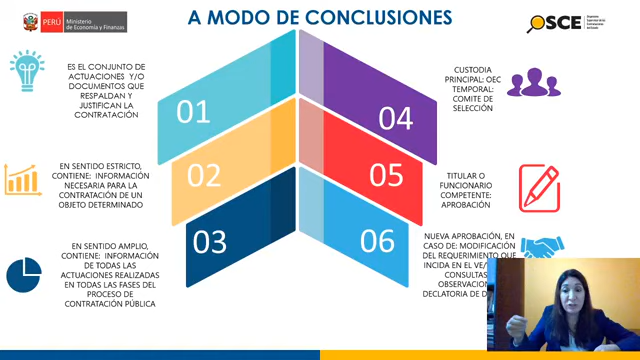 PERÚ
Ministerio
de Economía y Finanzas
A MODO DE CONCLUSIONES
OSCE
01
ES EL CONJUNTO DE
ACTUACIONES Y/O
DOCUMENTOS QUE
RESPALDAN Y
JUSTIFICAN LA
CONTRATACIÓN
02
EN SENTIDO ESTRICTO,
CONTIENE: INFORMACIÓN
NECESARIA PARA LA
CONTRATACIÓN DE UN
OBJETO DETERMINADO
03
EN SENTIDO AMPLIO,
CONTIENE: INFORMACIÓN
DE TODAS LAS
ACTUACIONES REALIZADAS
EN TODAS LAS FASES DEL
PROCESO DE
CONTRATACIÓN PÚBLICA
04
CUSTODIA
PRINCIPAL: OEC
TEMPORAL:
COMITE DE
SELECCIÓN
05
TITULAR O
FUNCIONARIO
COMPETENTE:
APROBACIÓN
06
NUEVA APROBACIÓN, EN
CASO DE: MODIFICACIÓN
DEL REQUERIMIENTO QUE
INCIDA EN EL VE/
CONSULTAS
OBSERVACION
DECLATORIA DE D